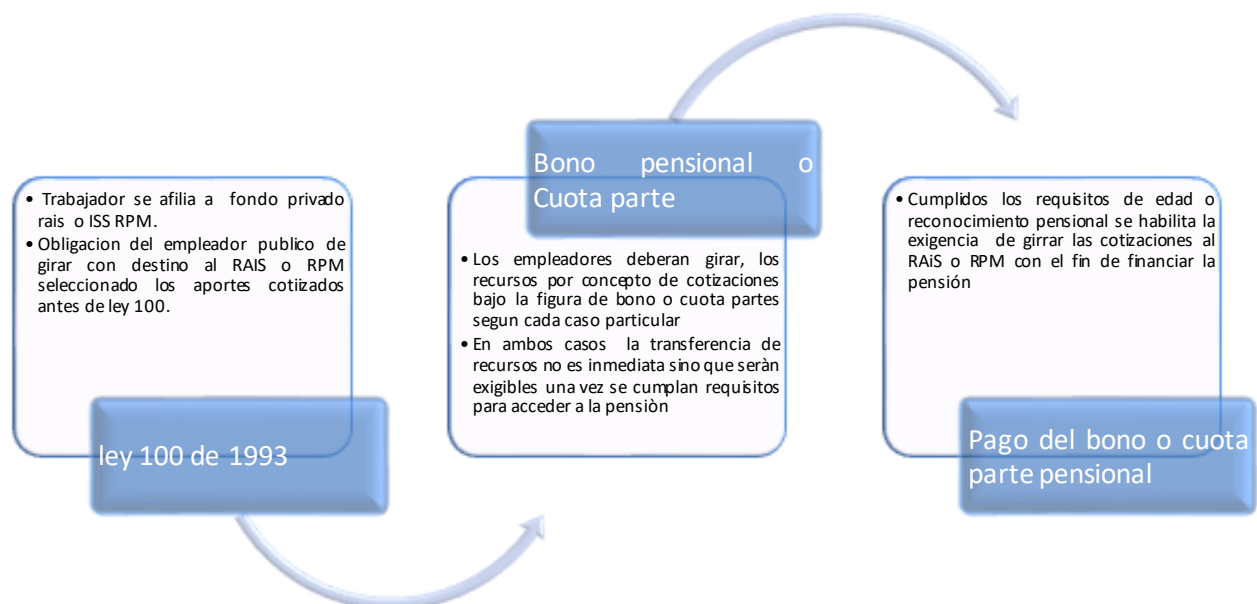 • Trabajador se afilia a fondo privado
rais o ISS RPM.
• Obligacion del empleador publico de
girar con destino al RAIS o RPM
seleccionado los aportes cotiizados
antes de ley 100.
ley 100 de 1993
Bono pensional o
Cuota parte
• Los empleadores deberan girar, los
recursos por concepto de cotizaciones
bajo la figura de bono o cuota partes
segun cada caso particular
• En ambos casos la transferencia de
recursos no es inmediata sino que seràn
exigibles una vez se cumplan requisitos
para acceder a la pensiòn
• Cumplidos los requisitos de edad o
reconocimiento pensional se habilita la
exigencia de girrar las cotizaciones al
RAiS o RPM con el fin de financiar la
pensión
Pago del bono o cuota
parte pensional